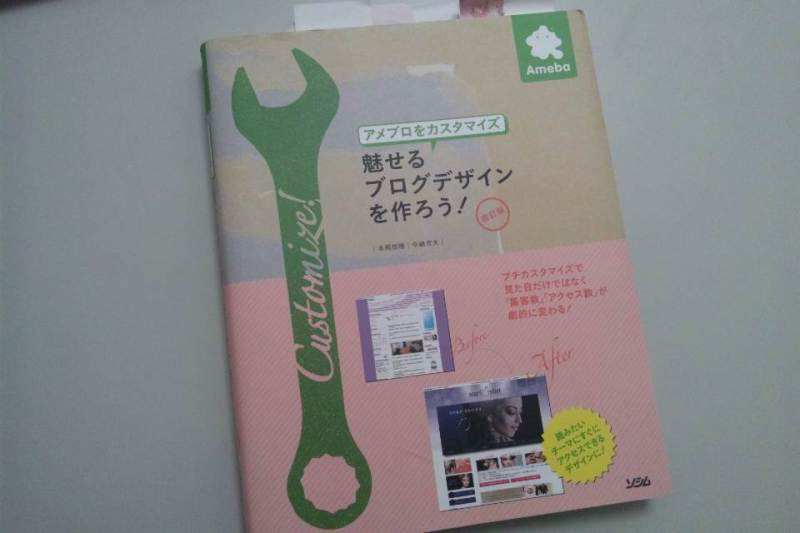 Ameba
アメブロをカスタマイズ
魅せる
ブログデザイン
を作ろう!
改訂版
Customize!
プチカスタマイズで
見た目だけではなく
「集客数」「アクセス数」が
劇的に変わる!
Before
After
読みたい
テーマにすぐに
アクセスできる
デザインに!
ソシム